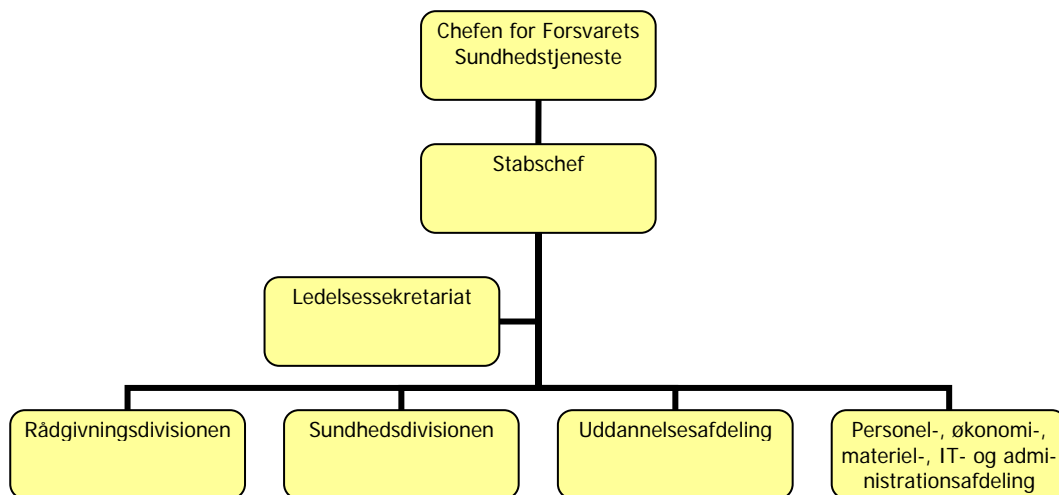 Chefen for Forsvarets
Sundhedstjeneste
Stabschef
Ledelsessekretariat
Rådgivningsdivisionen
Sundhedsdivisionen
Uddannelsesafdeling
Personel-, økonomi-,
materiel-, IT- og admi-
nistrationsafdeling